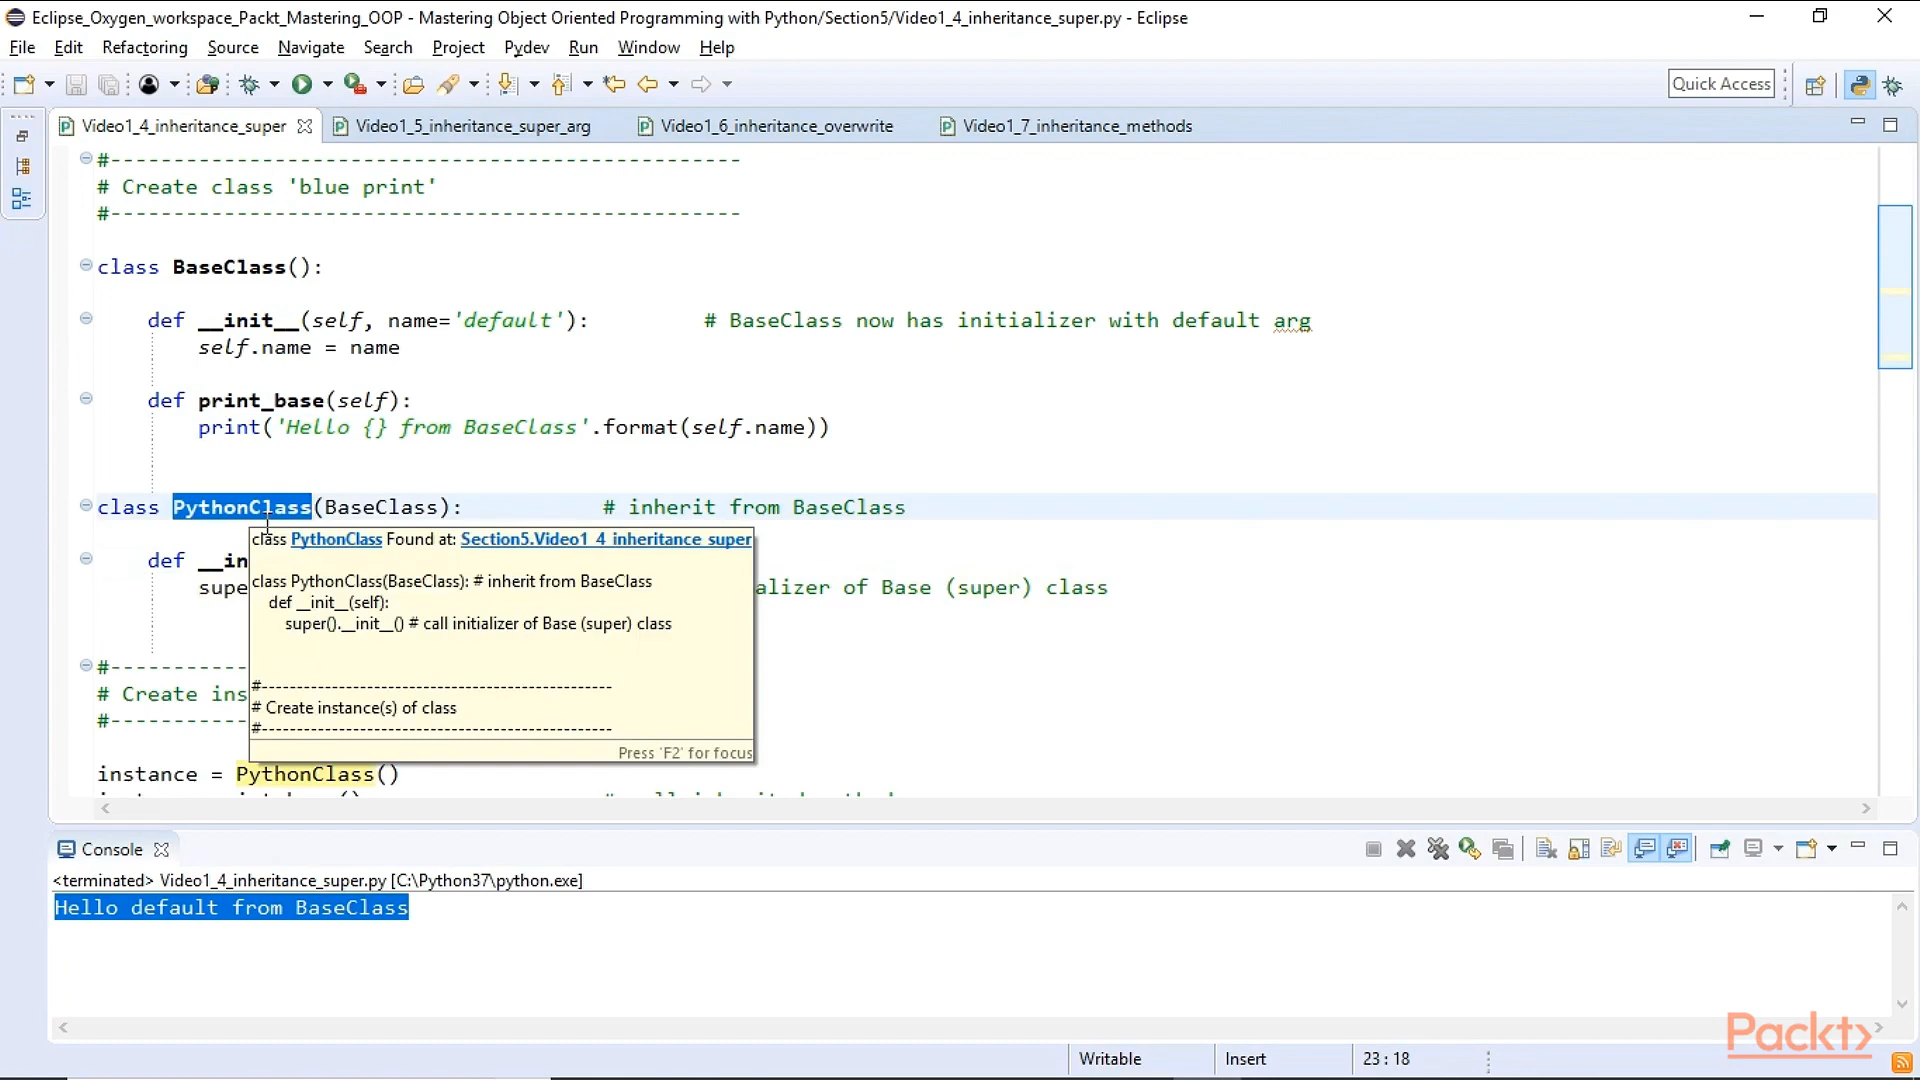 Eclipse_Oxygen_workspace_Packt_Mastering_OOP - Mastering Object Oriented Programming with Python/Section5/Video1_4_inheritance_super.py - Eclipse
File Edit Refactoring Source Navigate Search Project Pydev Run Window Help
Quick Access
Video1_4_inheritance_super Video1_5_inheritance_super_arg Video1_6_inheritance_overwrite Video1_7_inheritance_methods
#--------------------------------------------------
# Create class 'blue print'
#--------------------------------------------------
class BaseClass():
def __init__(self, name='default'): # BaseClass now has initializer with default arg
self.name = name
def print_base(self):
print('Hello {} from BaseClass'.format(self.name))
class PythonClass(BaseClass): # inherit from BaseClass
class PythonClass Found at: Section5.Video1_4_inheritance_super
def __in
class PythonClass(BaseClass): # inherit from BaseClass
supe alizer of Base (super) class
def __init__(self):
super().__init__() # call initializer of Base (super) class
#-----------
#--------------------------------------------------
# Create ins
# Create instance(s) of class
#-----------
#--------------------------------------------------
Press 'F2' for focus
instance = PythonClass()
Console
<terminated> Video1_4_inheritance_super.py [C:\Python37\python.exe]
Hello default from BaseClass
Packt>
Writable Insert 23 : 18